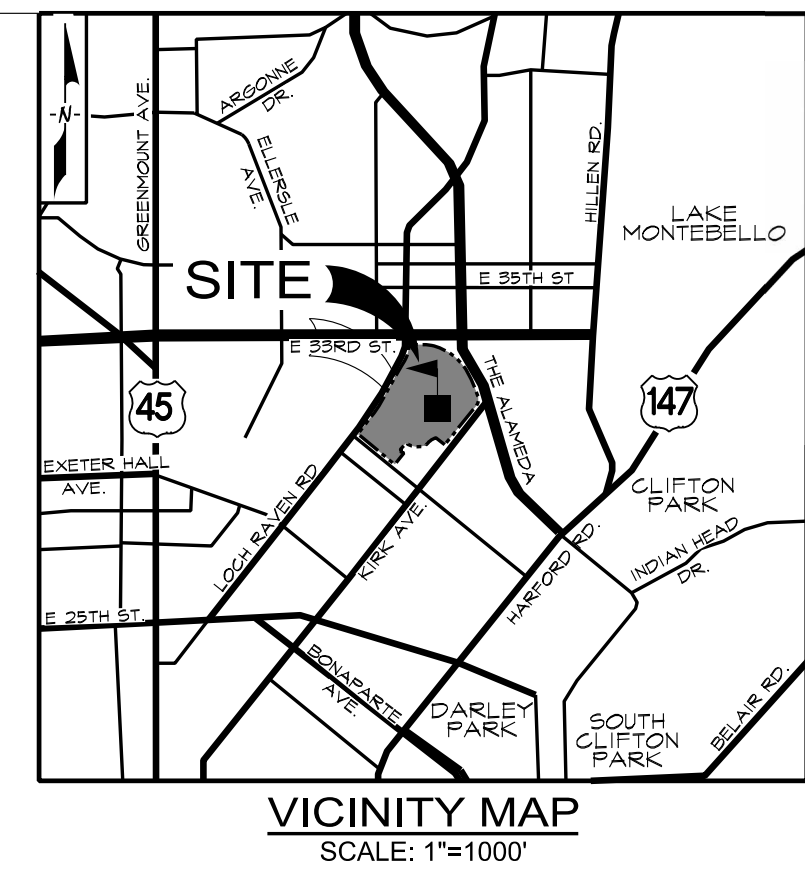 -N-
GREENMOUNT AVE.
ARGONNE
DR.
ELLERSLE
AVE.
HILLEN RD.
LAKE
MONTEBELLO
SITE
E 35TH ST
E 33RD ST.
THE ALAMEDA
45
147
EXETER HALL
AVE.
LOCH RAVEN RD
KIRK AVE.
CLIFTON
PARK
HARFORD RD.
INDIAN HEAD
DR.
E 25TH ST.
BONAPARTE
AVE.
DARLEY
PARK
SOUTH
CLIFTON
PARK
BELAIR RD.
VICINITY MAP
SCALE: 1"=1000'